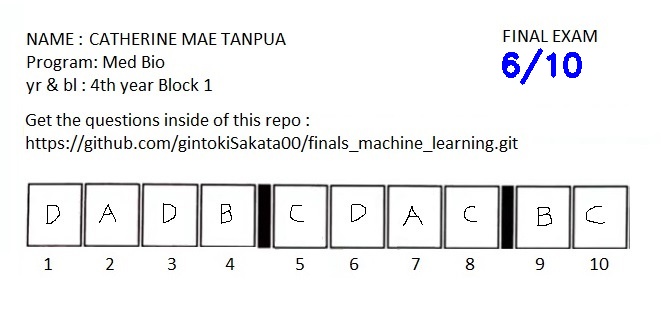 NAME : CATHERINE MAE TANPUA
FINAL EXAM
Program: Med Bio
6/10
yr & bl : 4th year Block 1
Get the questions inside of this repo :
https://github.com/gintokiSakata00/finals_machine_learning.git
D A D B C D A C B C
1 2 3 4 5 6 7 8 9 10